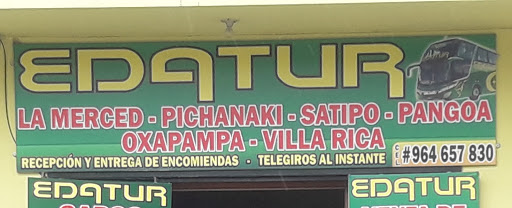 EDATUR
LA MERCED - PICHANAKI - SATIPO - PANGOA
OXAPAMPA - VILLA RICA
RECEPCIÓN Y ENTREGA DE ENCOMIENDAS - TELEGIROS AL INSTANTE CEL #964 657 830
EDATUR EDATUR